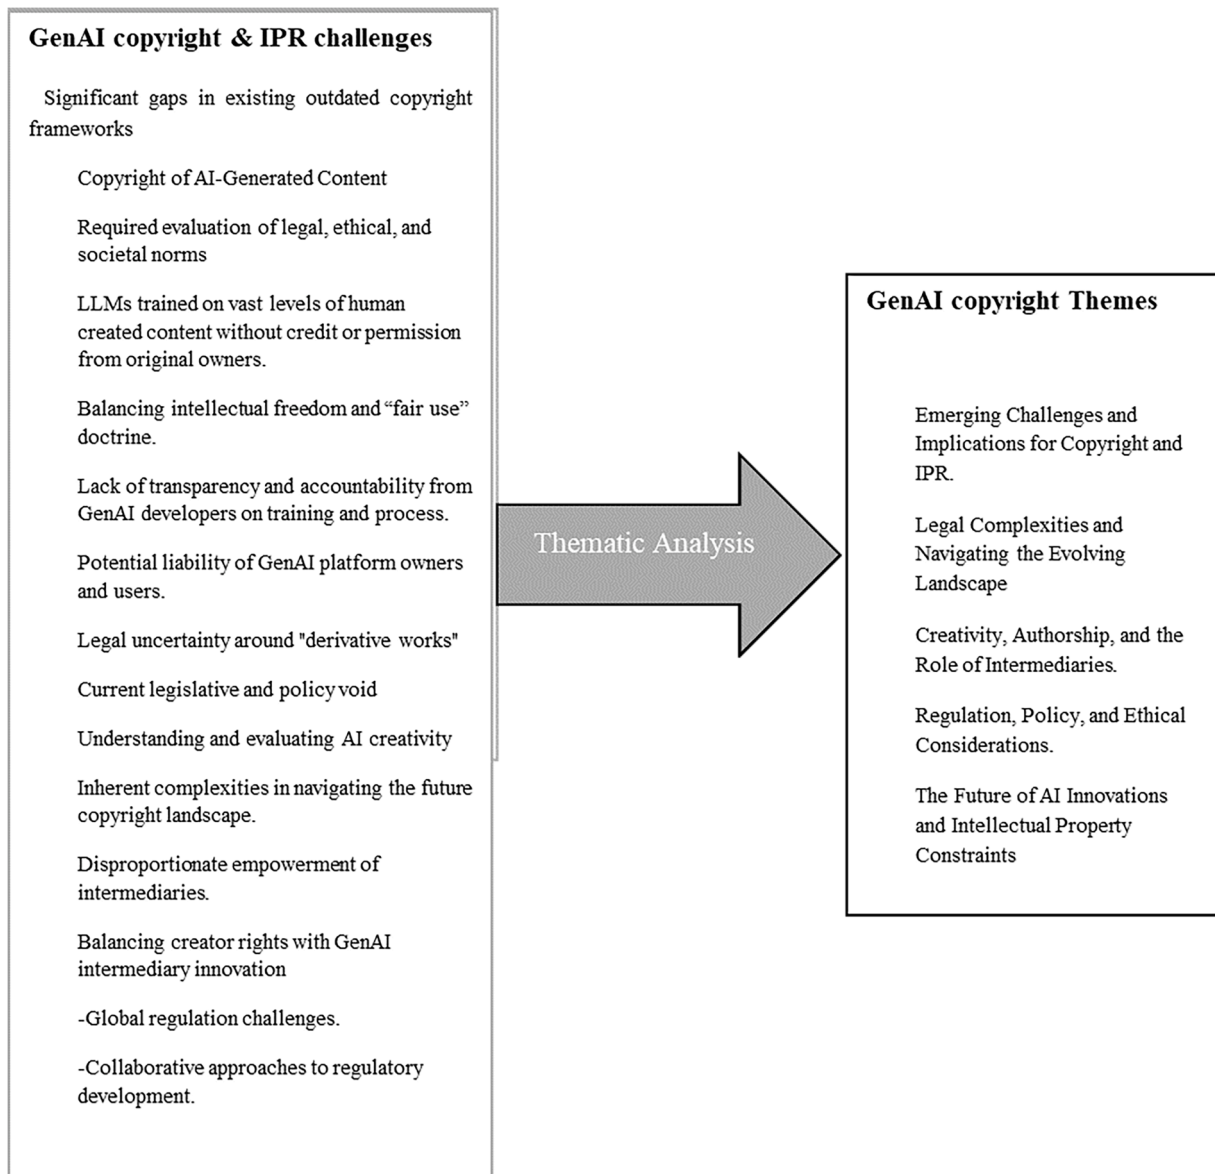 GenAI copyright & IPR challenges
Significant gaps in existing outdated copyright
frameworks
Copyright of AI-Generated Content
Required evaluation of legal, ethical, and
societal norms
LLMs trained on vast levels of human
created content without credit or permission
from original owners.
Balancing intellectual freedom and “fair use”
doctrine.
Lack of transparency and accountability from
GenAI developers on training and process.
Potential liability of GenAI platform owners
and users.
Legal uncertainty around "derivative works"
Current legislative and policy void
Understanding and evaluating AI creativity
Inherent complexities in navigating the future
copyright landscape.
Disproportionate empowerment of
intermediaries.
Balancing creator rights with GenAI
intermediary innovation
-Global regulation challenges.
-Collaborative approaches to regulatory
development.
Thematic Analysis
GenAI copyright Themes
Emerging Challenges and
Implications for Copyright and
IPR.
Legal Complexities and
Navigating the Evolving
Landscape
Creativity, Authorship, and the
Role of Intermediaries.
Regulation, Policy, and Ethical
Considerations.
The Future of AI Innovations
and Intellectual Property
Constraints